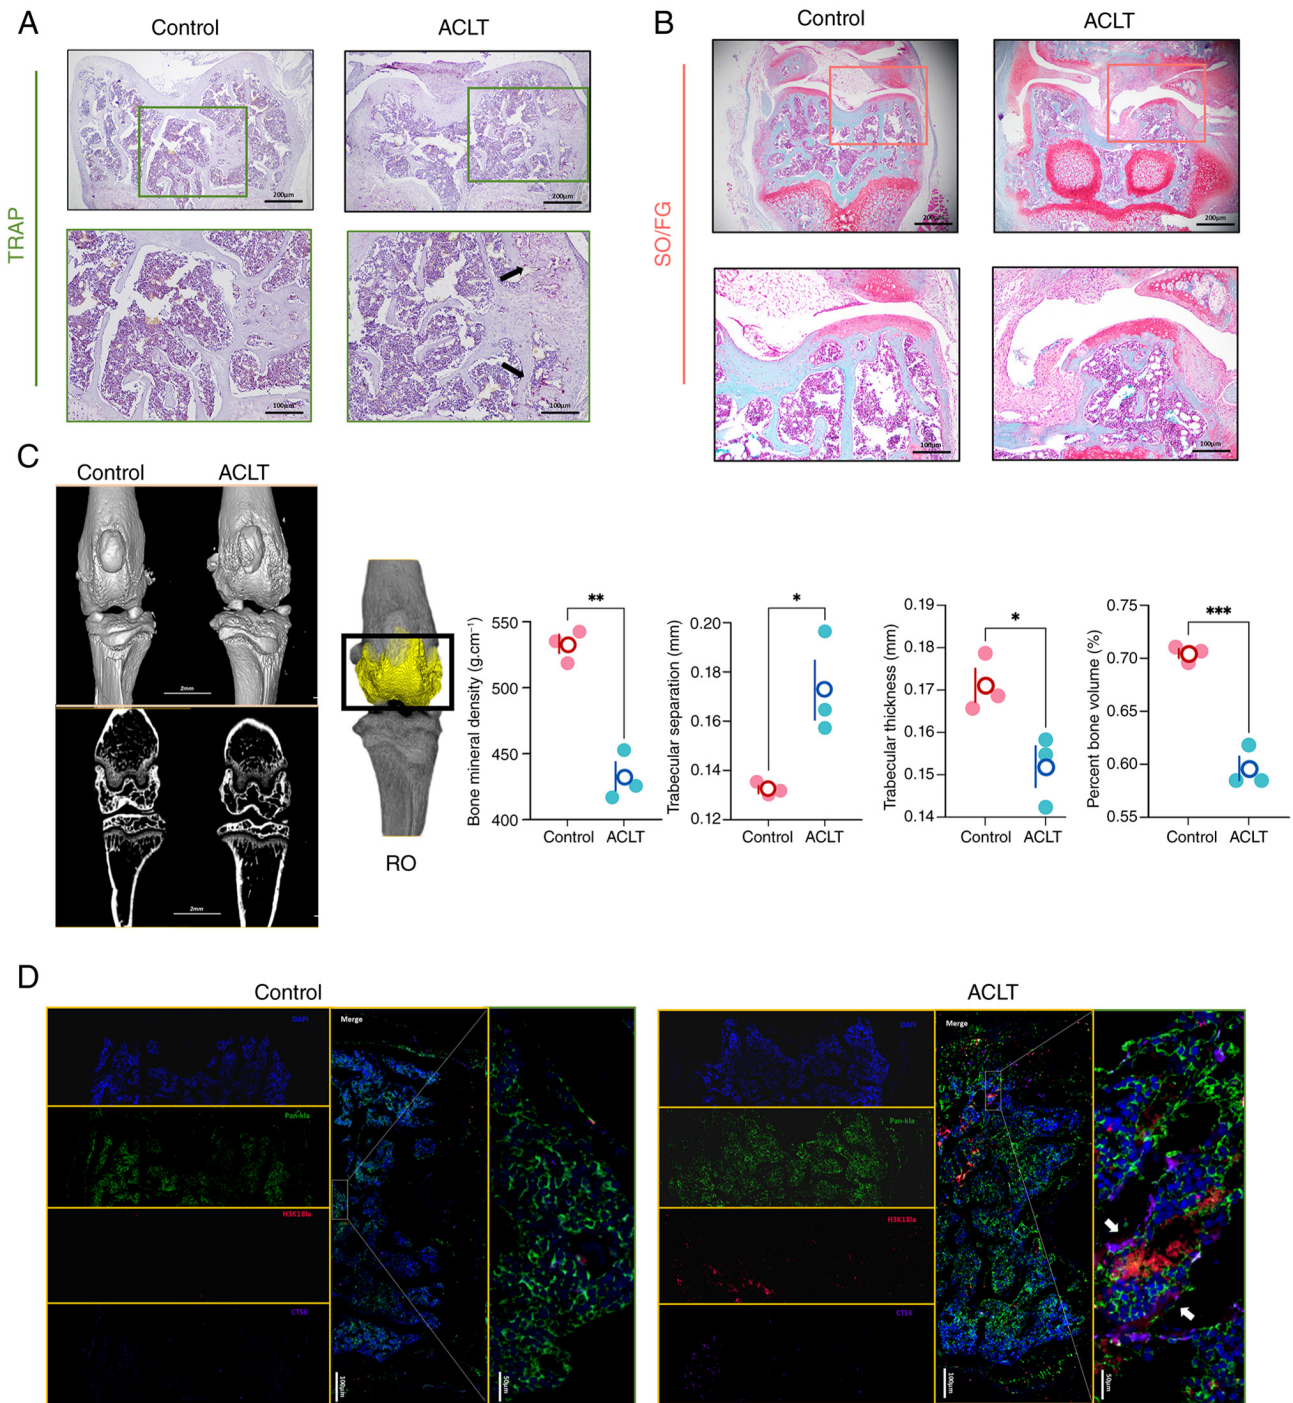 A
Control
ACLT
TRAP
200μm
200μm
100μm
100μm
B
Control
ACLT
SO/FG
200μm
200μm
100μm
100μm
C
Control
ACLT
2mm
2mm
RO
Bone mineral density (g.cm⁻¹)
550
500
450
400
**
Control
ACLT
Trabecular separation (mm)
0.20
0.18
0.16
0.14
0.12
*
Control
ACLT
Trabecular thickness (mm)
0.19
0.18
0.17
0.16
0.15
0.14
*
Control
ACLT
Percent bone volume (%)
0.75
0.70
0.65
0.60
0.55
***
Control
ACLT
D
Control
DAPI
Pan-kla
H3K18la
CTSK
Merge
100μm
50μm
ACLT
DAPI
Pan-kla
H3K18la
CTSK
Merge
100μm
50μm